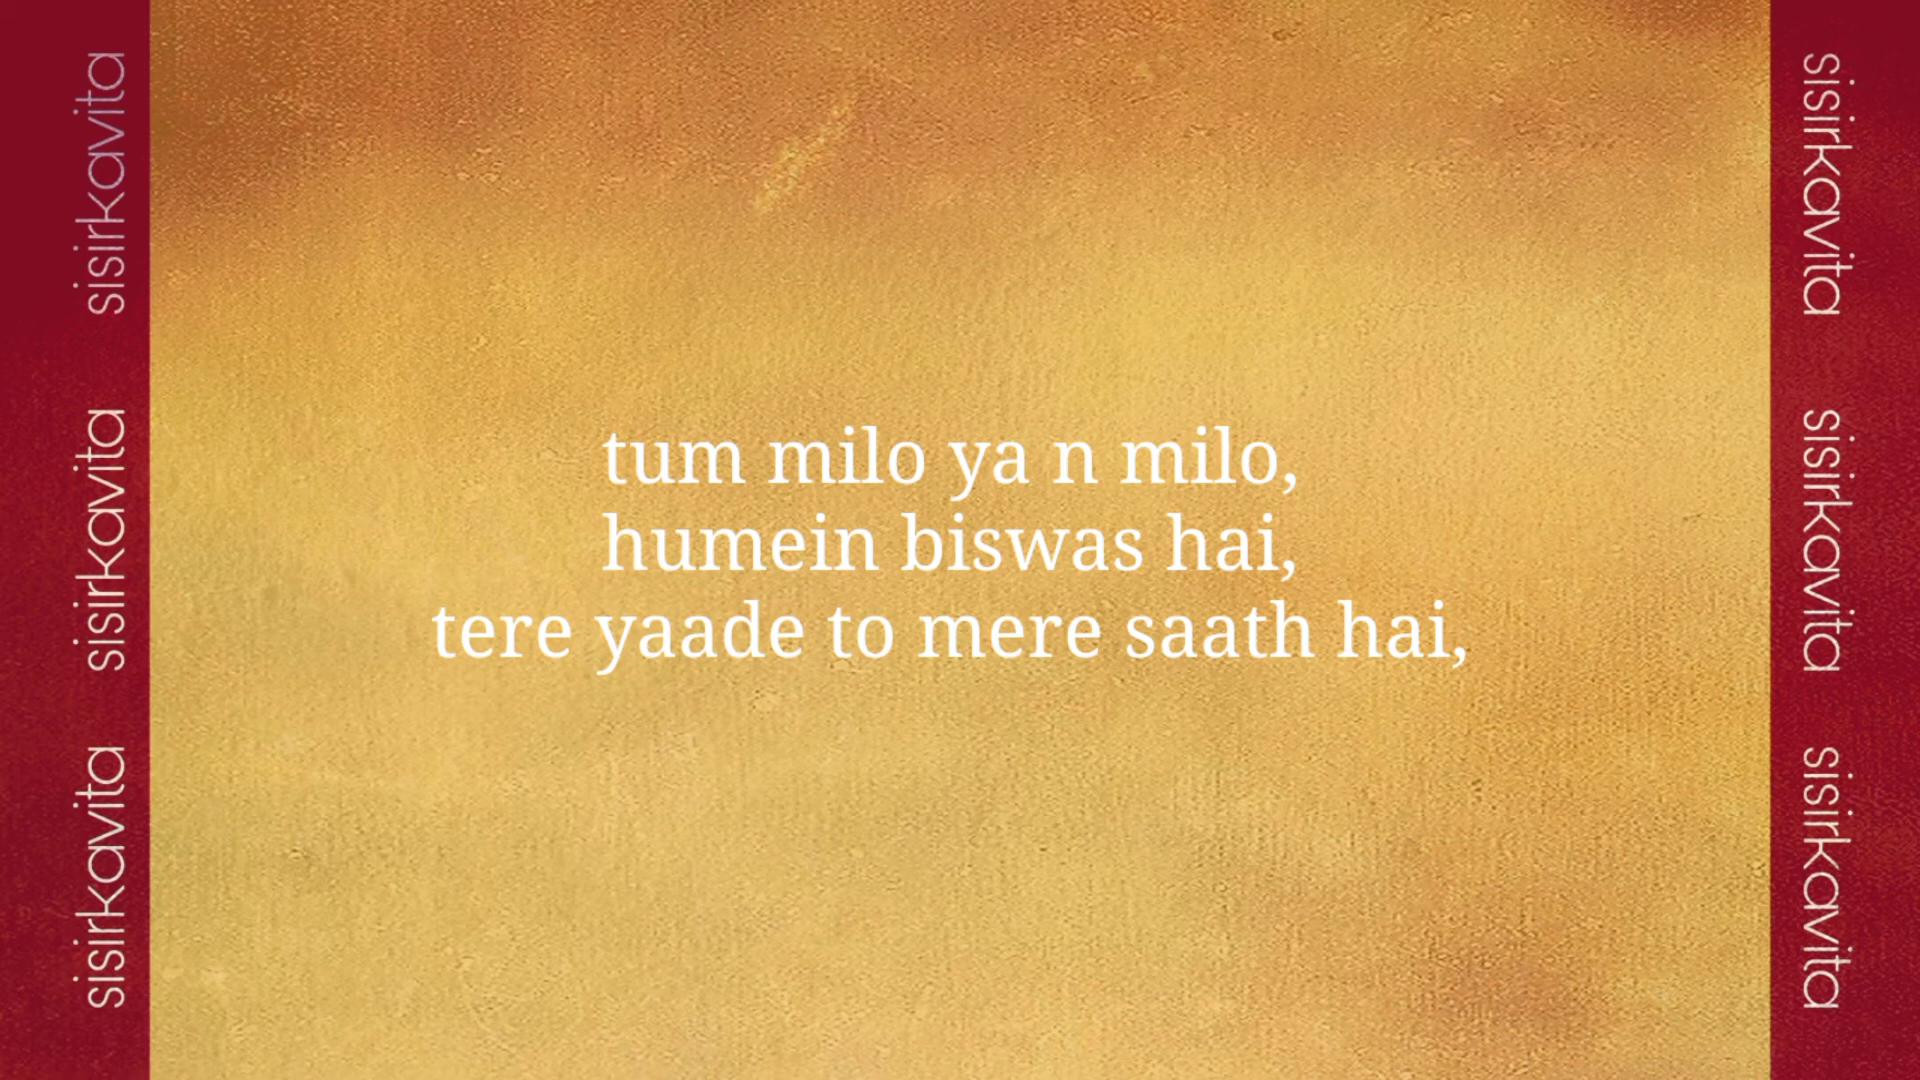 sisirkavita
sisirkavita
sisirkavita
tum milo ya n milo,
humein biswas hai,
tere yaade to mere saath hai,
sisirkavita
sisirkavita
sisirkavita